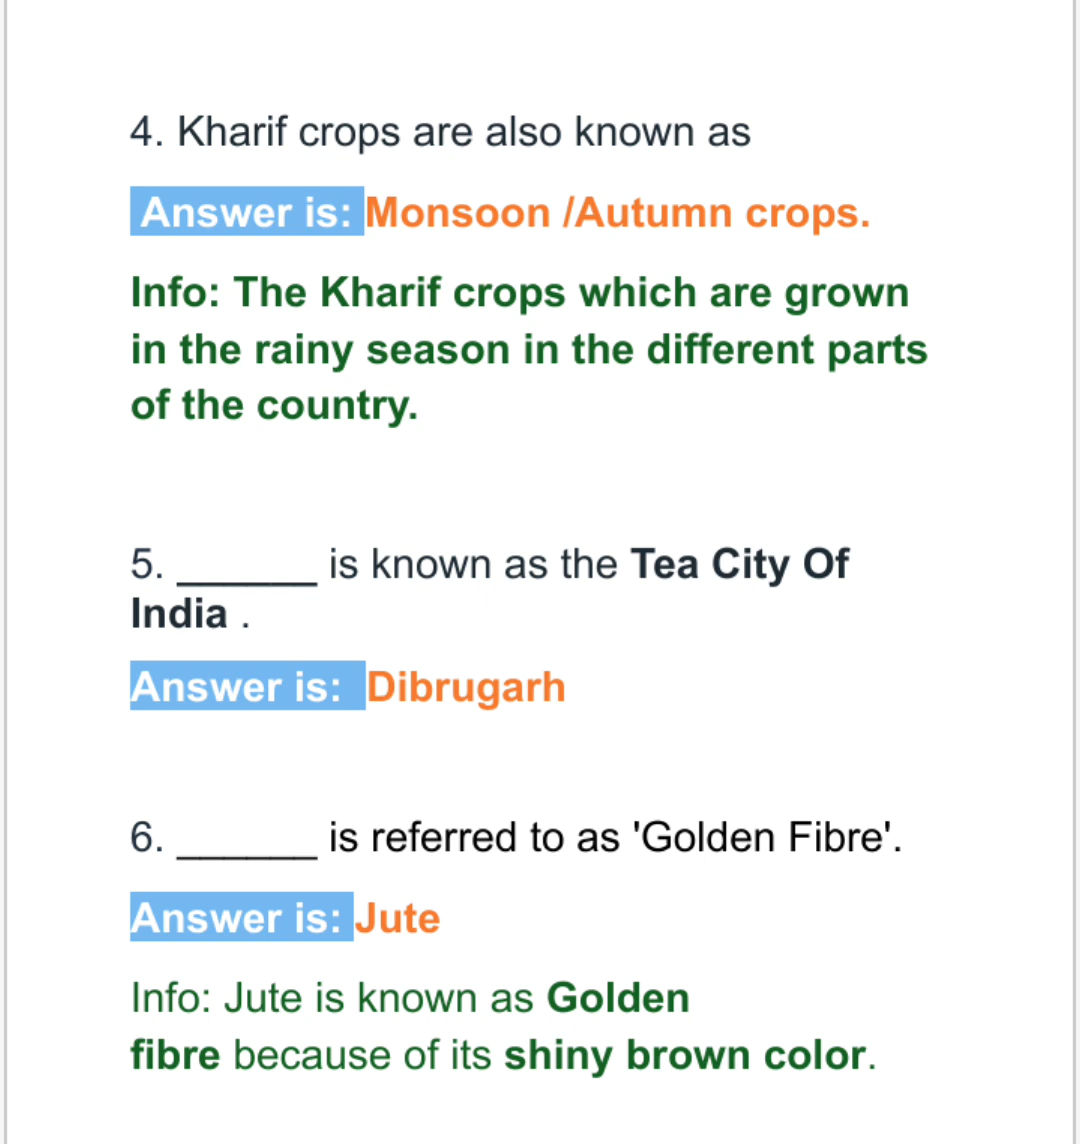 4. Kharif crops are also known as
Answer is: Monsoon /Autumn crops.
Info: The Kharif crops which are grown
in the rainy season in the different parts
of the country.
5. ______ is known as the Tea City Of
India .
Answer is:  Dibrugarh
6. ______ is referred to as 'Golden Fibre'.
Answer is: Jute
Info: Jute is known as Golden
fibre because of its shiny brown color.